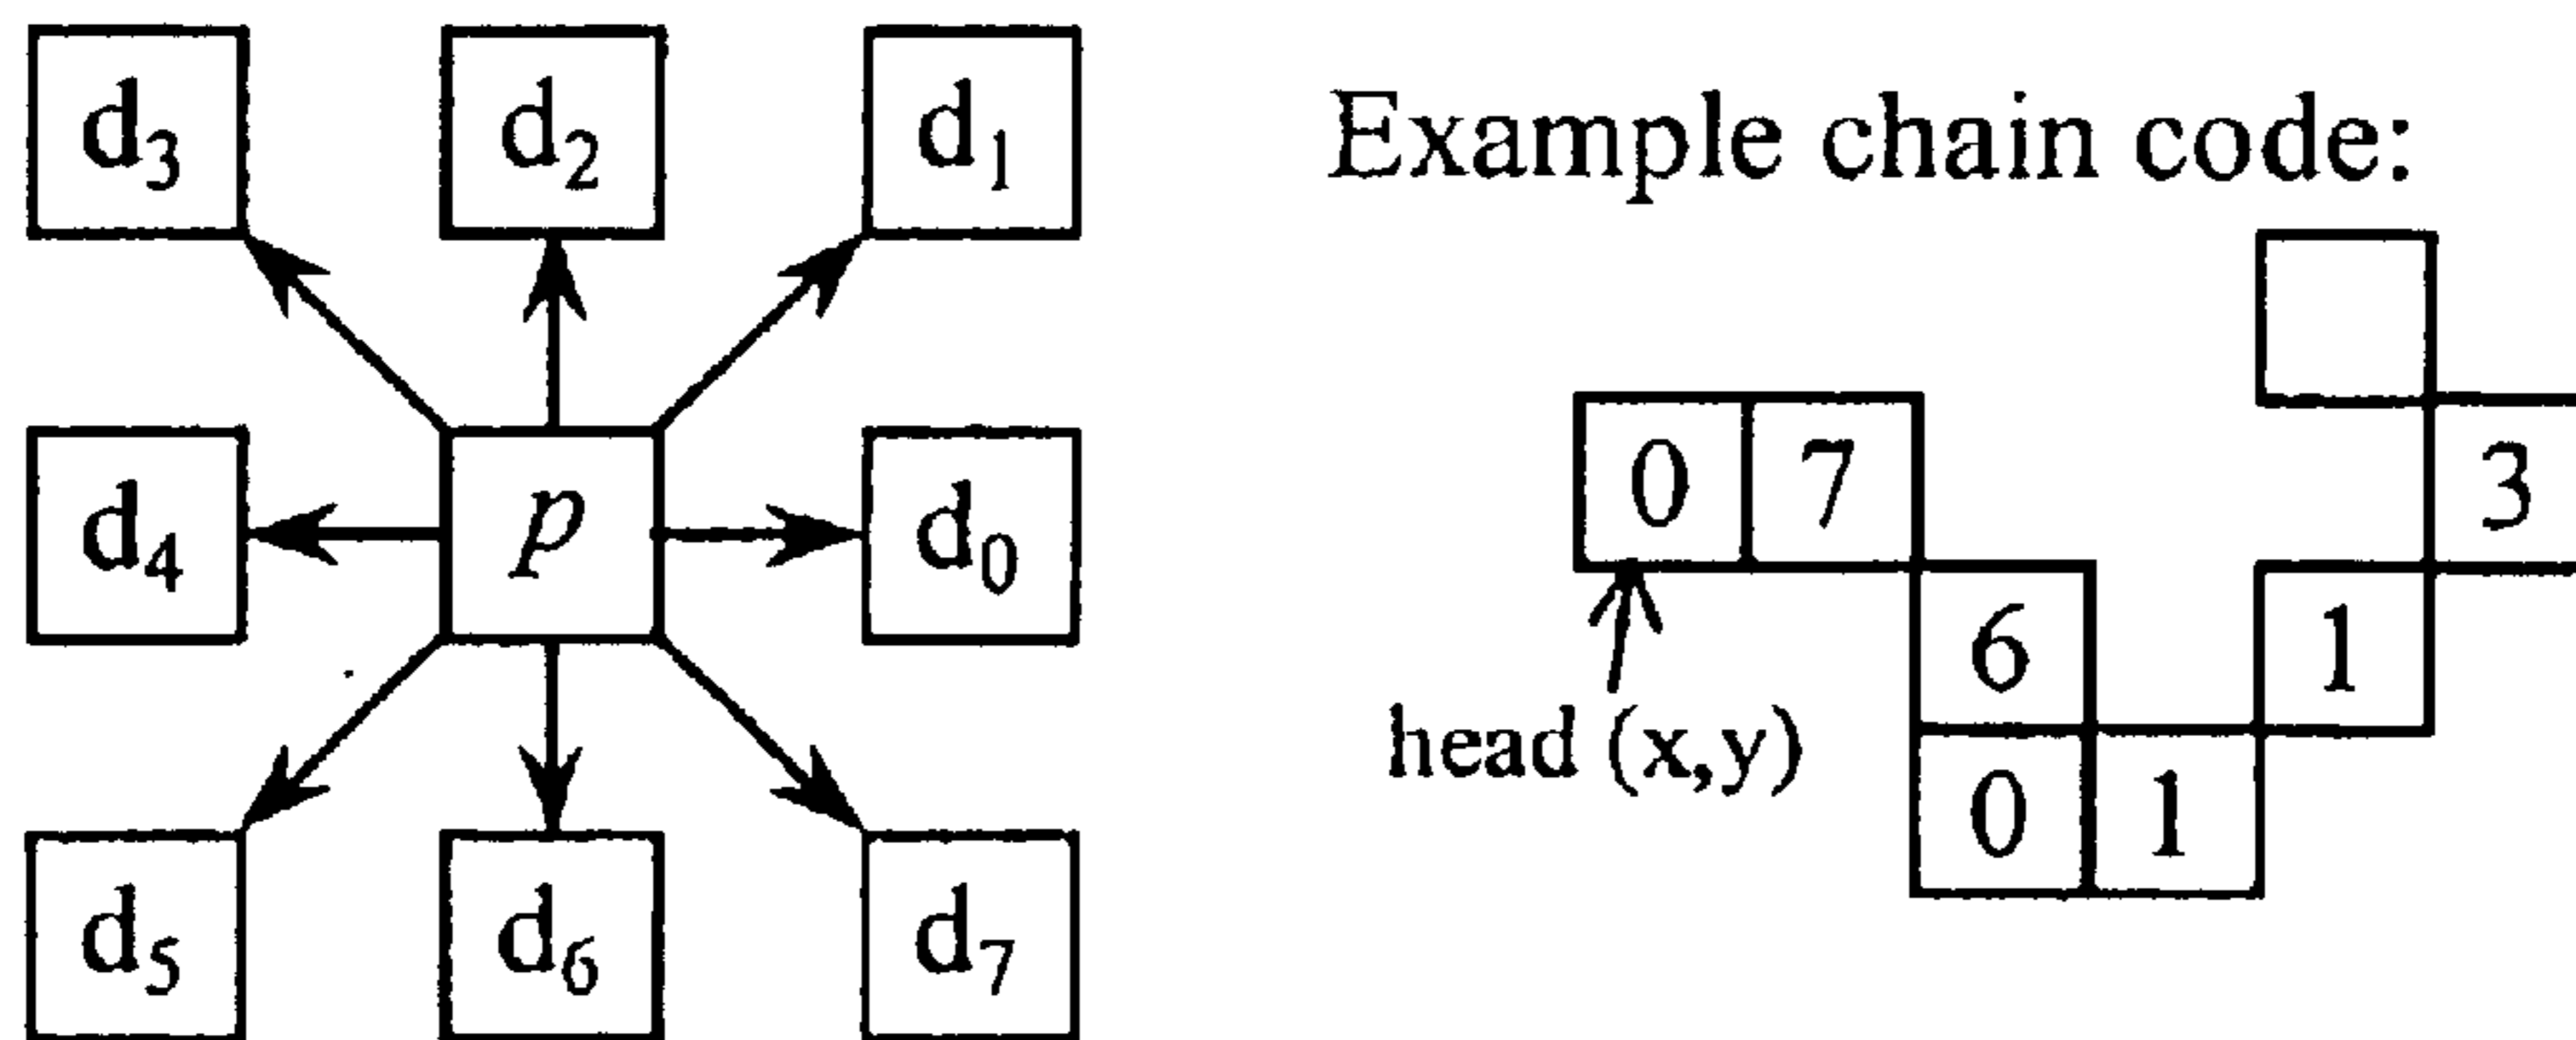 d3 d2 d1
Example chain code:
d4 p d0
0 7 3
6 1
head (x,y)
0 1
d5 d6 d7